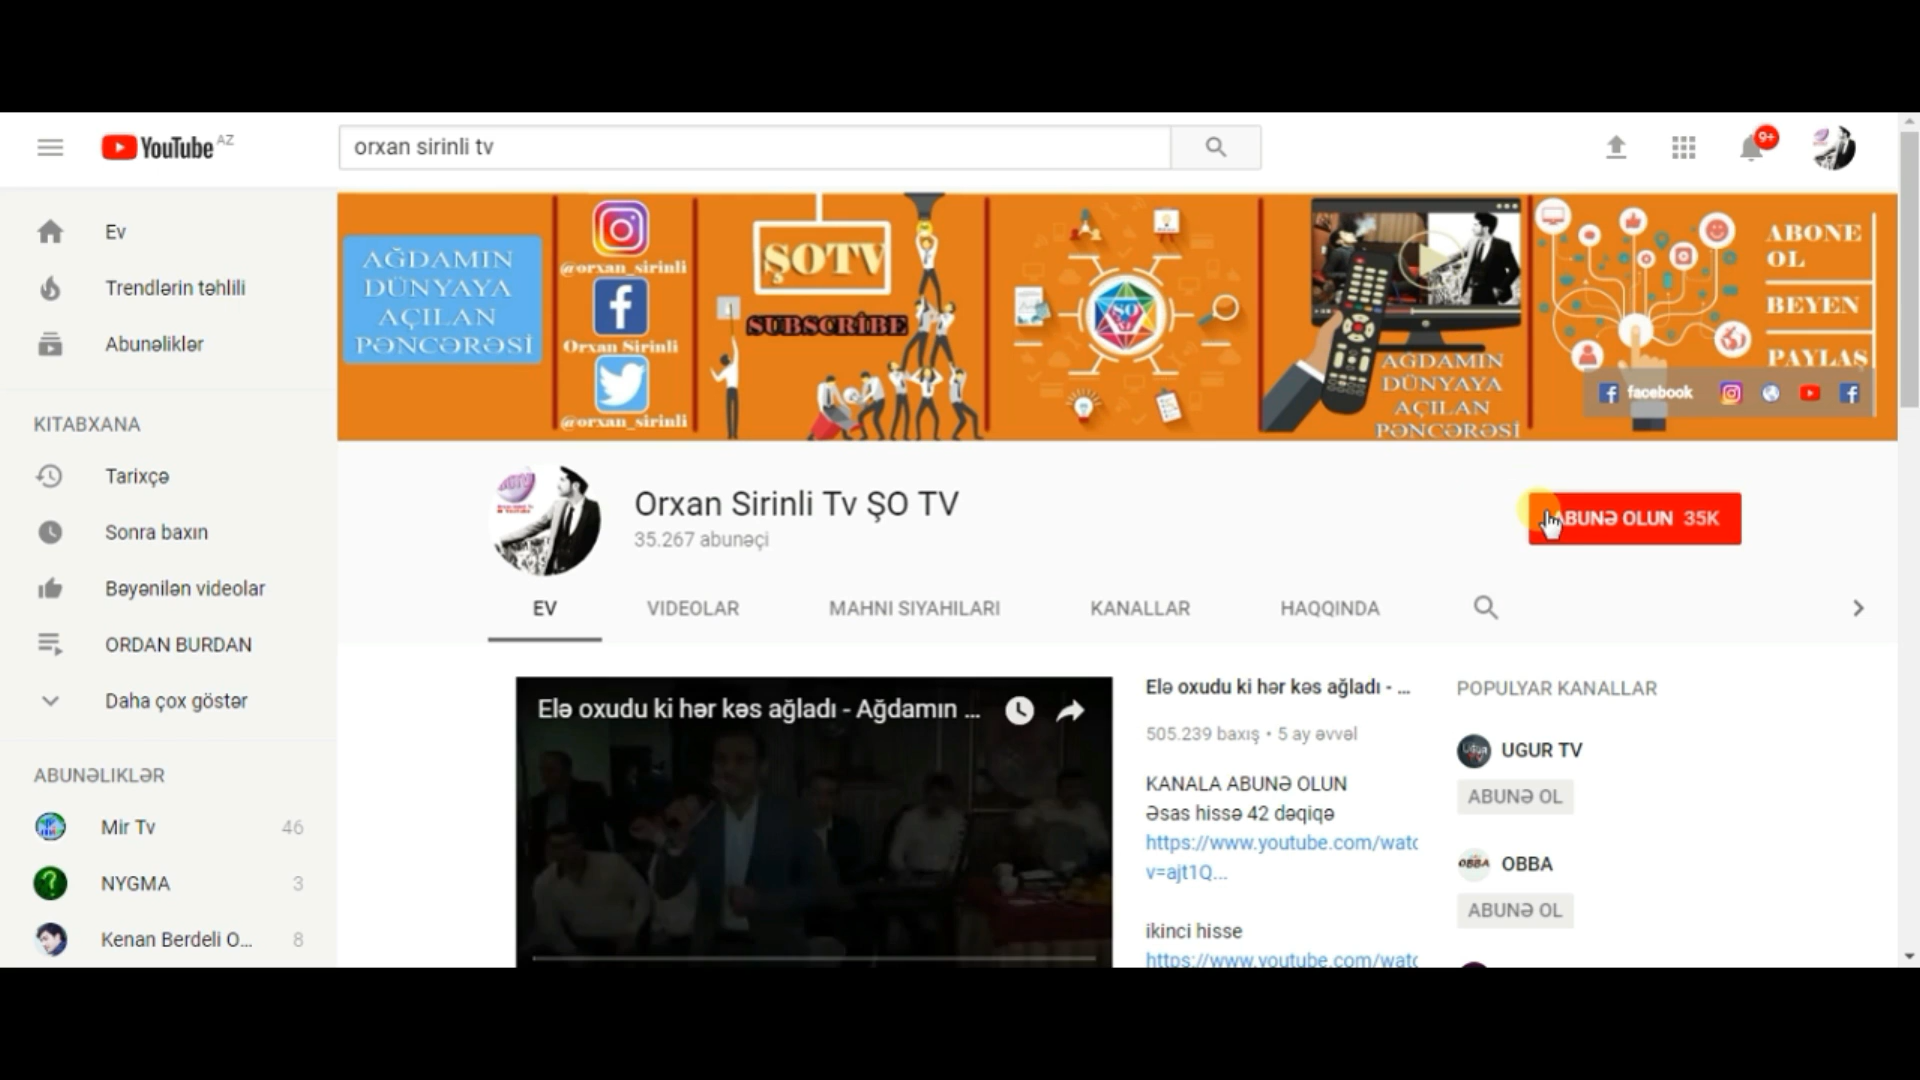 YouTube AZ
orxan sirinli tv
9+
Ev
Trendlərin təhlili
Abunəliklər
KITABXANA
Tarixçə
Sonra baxın
Bəyənilən videolar
ORDAN BURDAN
Daha çox göstər
ABUNƏLIKLƏR
Mir Tv 46
NYGMA 3
Kenan Berdeli O... 8
AĞDAMIN
DÜNYAYA
AÇILAN
PƏNCƏRƏSİ
@orxan_sirinli
Orxan Sirinli
@orxan_sirinli
ŞOTV
SUBSCRİBE
AĞDAMIN
DÜNYAYA
AÇILAN
PƏNCƏRƏSİ
ABONE
OL
BEYEN
PAYLAŞ
facebook
Orxan Sirinli Tv ŞO TV
35.267 abunəçi
ABUNƏ OLUN 35K
EV
VIDEOLAR
MAHNI SIYAHILARI
KANALLAR
HAQQINDA
Elə oxudu ki hər kəs ağladı - Ağdamın ...
Elə oxudu ki hər kəs ağladı - ...
505.239 baxış • 5 ay əvvəl
KANALA ABUNƏ OLUN
Əsas hissə 42 dəqiqə
https://www.youtube.com/watc
v=ajt1Q...
ikinci hisse
https://www.youtube.com/watc
POPULYAR KANALLAR
UGUR TV
ABUNƏ OL
OBBA
ABUNƏ OL